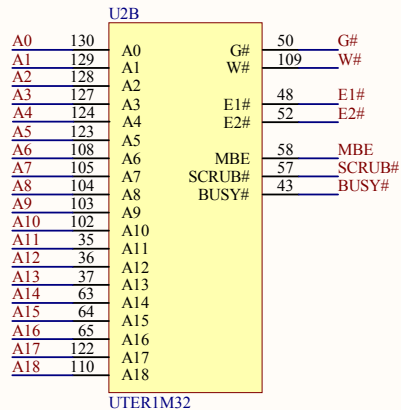 U2B
A0 130 A0 G# 50 G#
A1 129 A1 W# 109 W#
A2 128 A2
A3 127 A3 E1# 48 E1#
A4 124 A4 E2# 52 E2#
A5 123 A5
A6 108 A6 MBE 58 MBE
A7 105 A7 SCRUB# 57 SCRUB#
A8 104 A8 BUSY# 43 BUSY#
A9 103 A9
A10 102 A10
A11 35 A11
A12 36 A12
A13 37 A13
A14 63 A14
A15 64 A15
A16 65 A16
A17 122 A17
A18 110 A18
UTER1M32